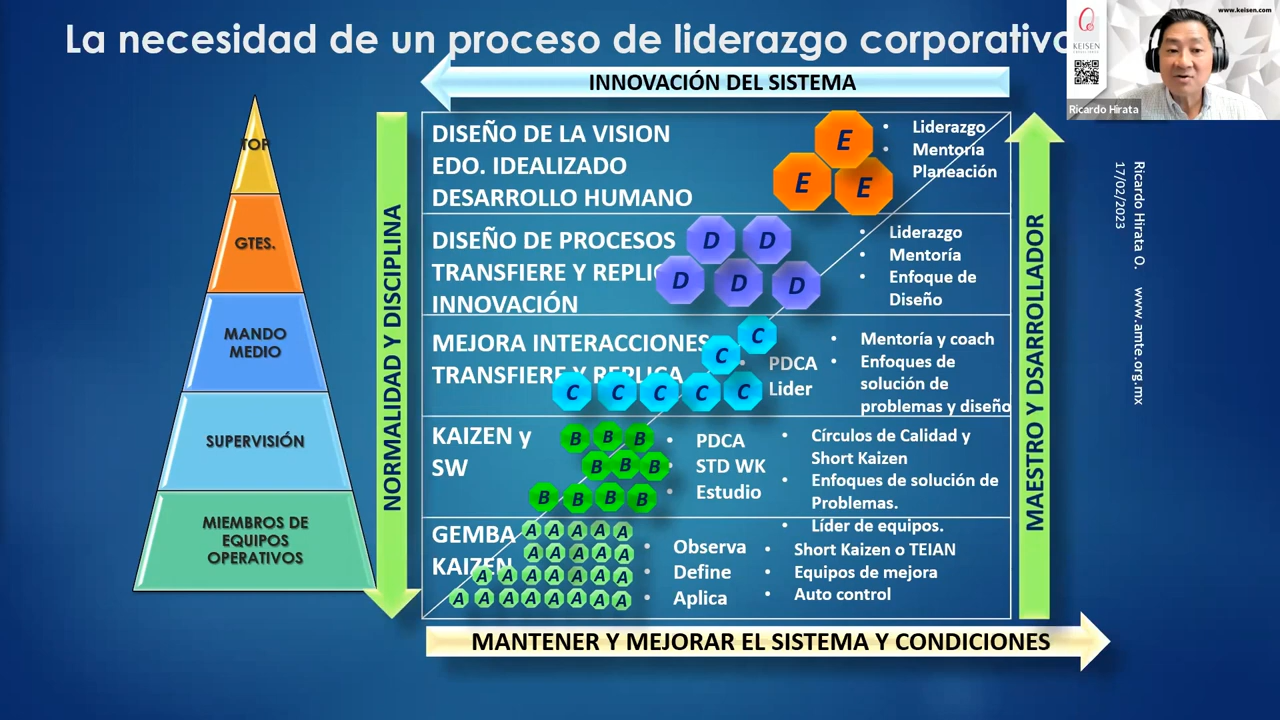 La necesidad de un proceso de liderazgo corporativo
www.keisen.com
KEISEN
Ricardo Hirata
INNOVACIÓN DEL SISTEMA
TOP
GTES.
MANDO
MEDIO
SUPERVISIÓN
MIEMBROS DE
EQUIPOS
OPERATIVOS
NORMALIDAD Y DISCIPLINA
DISEÑO DE LA VISION
EDO. IDEALIZADO
DESARROLLO HUMANO
E
E E
• Liderazgo
• Mentoría
Planeación
DISEÑO DE PROCESOS
TRANSFIERE Y REPLIC
INNOVACIÓN
D D
D D D
• Liderazgo
• Mentoría
• Enfoque de
Diseño
MEJORA INTERACCIONES
TRANSFIERE Y REPLICA
C
C
C C C C C
• PDCA
Lider
• Mentoría y coach
• Enfoques de
solución de
problemas y diseño
KAIZEN y
SW
B B B
B B B
B B B B
• PDCA
• STD WK
• Estudio
• Círculos de Calidad y
Short Kaizen
• Enfoques de solución de
Problemas.
• Líder de equipos.
GEMBA
KAIZEN
A A A A A
A A A A A
A A A A A A A
A A A A A A A A
• Observa
• Define
• Aplica
• Short Kaizen o TEIAN
• Equipos de mejora
• Auto control
MAESTRO Y DSARROLLADOR
Ricardo Hirata O. www.amte.org.mx
17/02/2023
MANTENER Y MEJORAR EL SISTEMA Y CONDICIONES